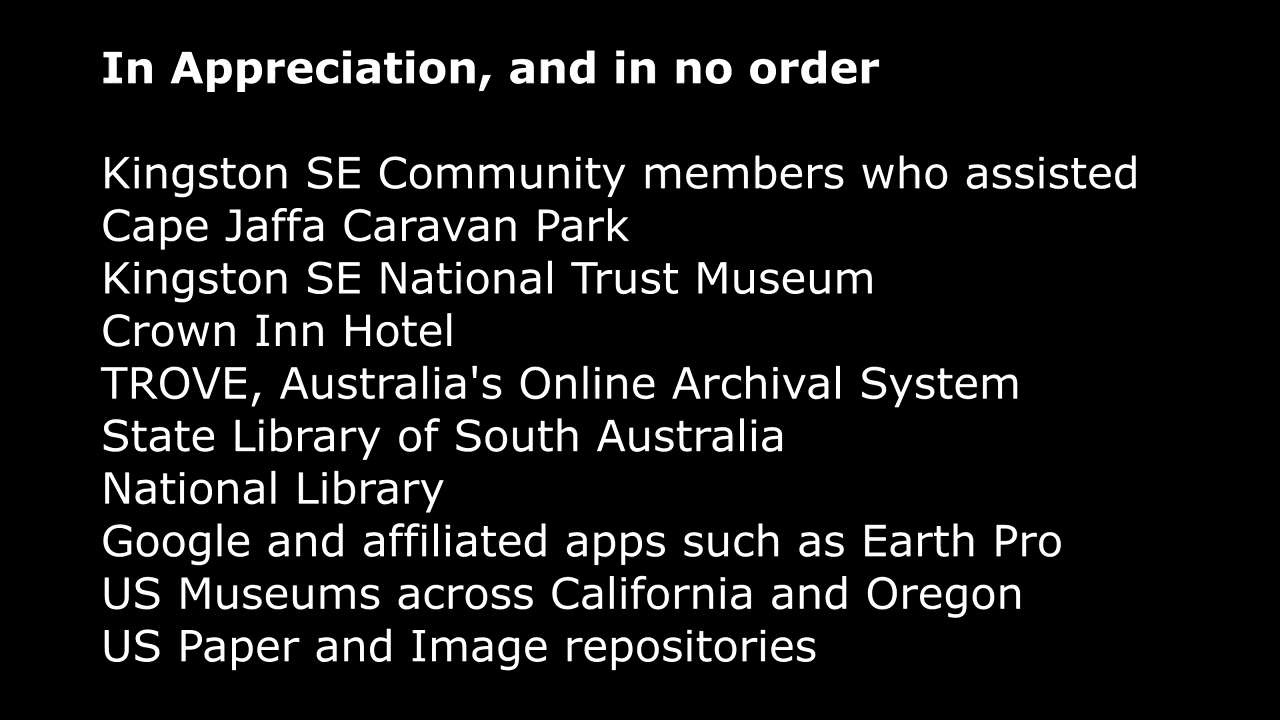 In Appreciation, and in no order
Kingston SE Community members who assisted
Cape Jaffa Caravan Park
Kingston SE National Trust Museum
Crown Inn Hotel
TROVE, Australia's Online Archival System
State Library of South Australia
National Library
Google and affiliated apps such as Earth Pro
US Museums across California and Oregon
US Paper and Image repositories